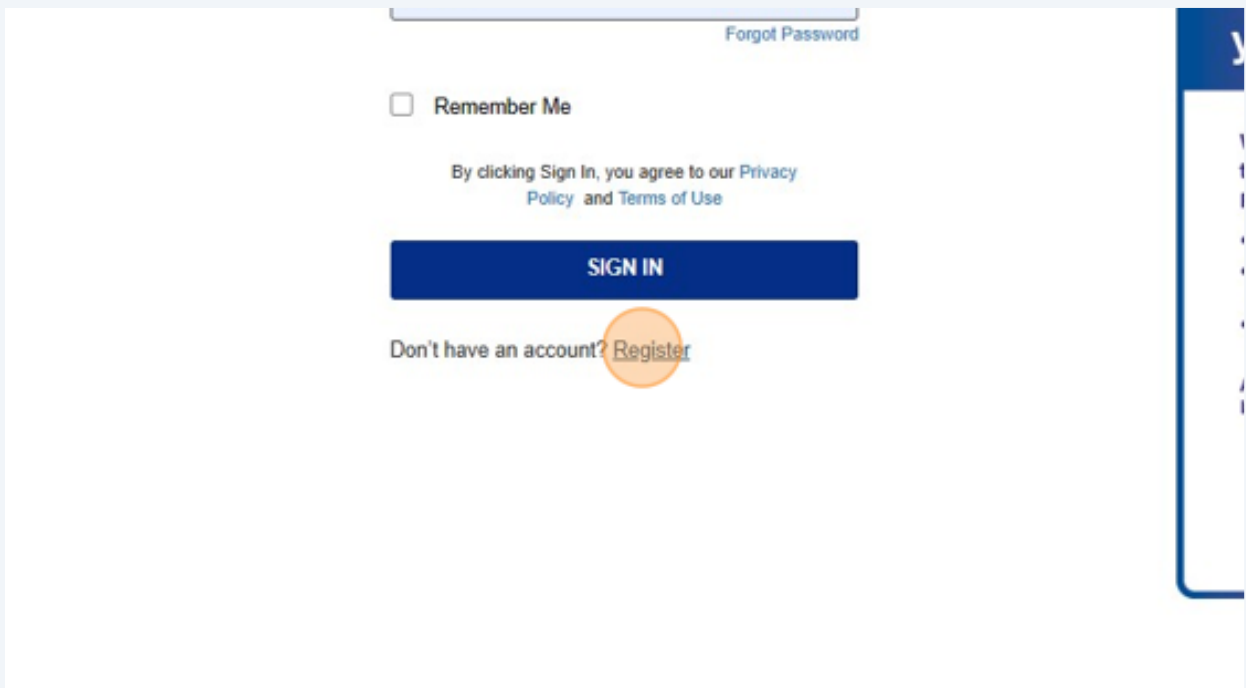 Forgot Password
Remember Me
By clicking Sign In, you agree to our Privacy
Policy and Terms of Use
SIGN IN
Don't have an account? Register